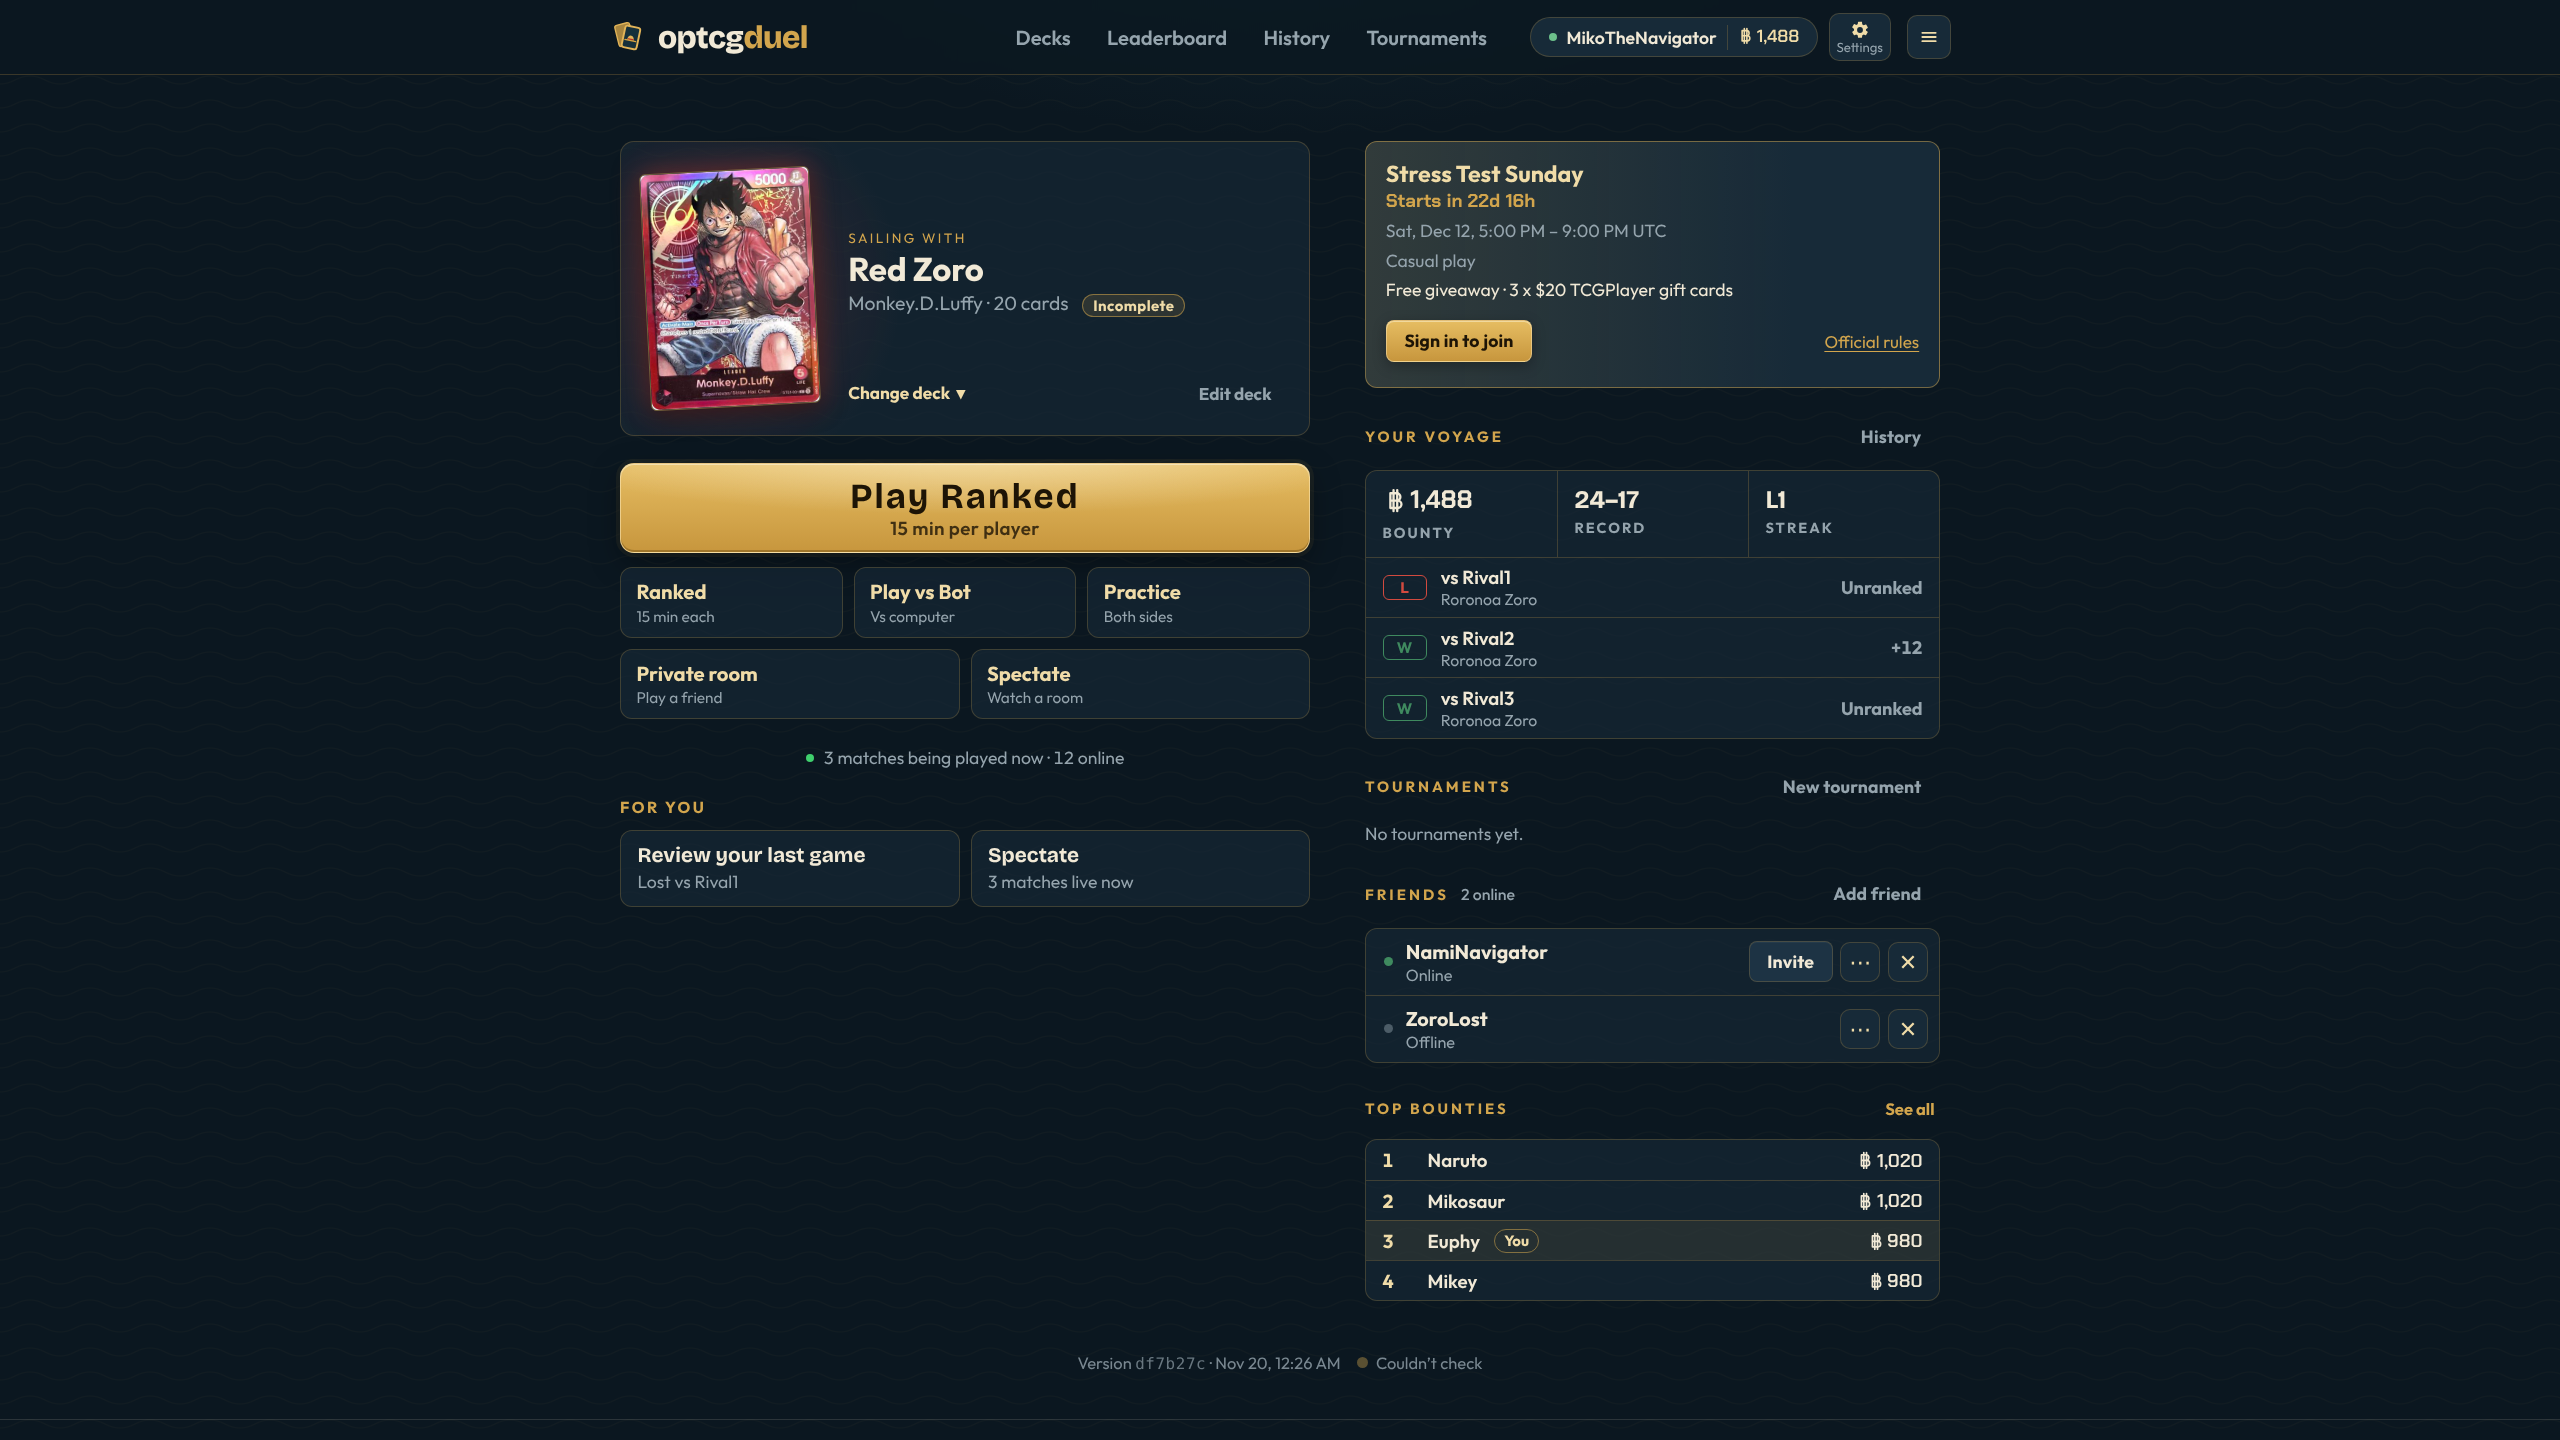 optcgduel
Decks
Leaderboard
History
Tournaments
MikoTheNavigator
฿ 1,488
Settings
5000
LEADER
Monkey.D.Luffy
5
LIFE
SAILING WITH
Red Zoro
Monkey.D.Luffy · 20 cards
Incomplete
Change deck ▼
Edit deck
Play Ranked
15 min per player
Ranked
15 min each
Play vs Bot
Vs computer
Practice
Both sides
Private room
Play a friend
Spectate
Watch a room
3 matches being played now · 12 online
FOR YOU
Review your last game
Lost vs Rival1
Spectate
3 matches live now
Stress Test Sunday
Starts in 22d 16h
Sat, Dec 12, 5:00 PM – 9:00 PM UTC
Casual play
Free giveaway · 3 x $20 TCGPlayer gift cards
Sign in to join
Official rules
YOUR VOYAGE
History
฿ 1,488
BOUNTY
24–17
RECORD
L1
STREAK
L
vs Rival1
Roronoa Zoro
Unranked
W
vs Rival2
Roronoa Zoro
+12
W
vs Rival3
Roronoa Zoro
Unranked
TOURNAMENTS
New tournament
No tournaments yet.
FRIENDS 2 online
Add friend
NamiNavigator
Online
Invite
ZoroLost
Offline
TOP BOUNTIES
See all
1 Naruto ฿ 1,020
2 Mikosaur ฿ 1,020
3 Euphy You ฿ 980
4 Mikey ฿ 980
Version df7b27c · Nov 20, 12:26 AM
Couldn't check